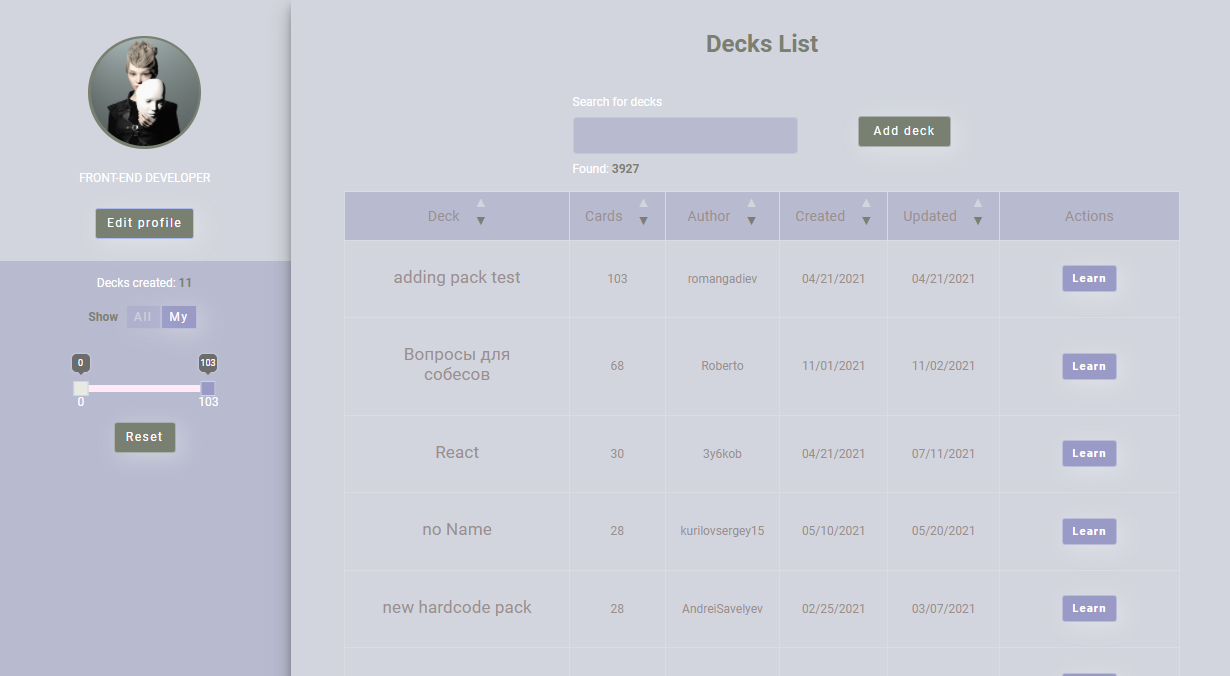 FRONT-END DEVELOPER
Edit profile
Decks created: 11
Show All My
0 103
0 103
Reset
Decks List
Search for decks
Add deck
Found: 3927
Deck ▲▼ Cards ▲▼ Author ▲▼ Created ▲▼ Updated ▲▼ Actions
adding pack test 103 romangadiev 04/21/2021 04/21/2021 Learn
Вопросы для
собесов 68 Roberto 11/01/2021 11/02/2021 Learn
React 30 3y6kob 04/21/2021 07/11/2021 Learn
no Name 28 kurilovsergey15 05/10/2021 05/20/2021 Learn
new hardcode pack 28 AndreiSavelyev 02/25/2021 03/07/2021 Learn